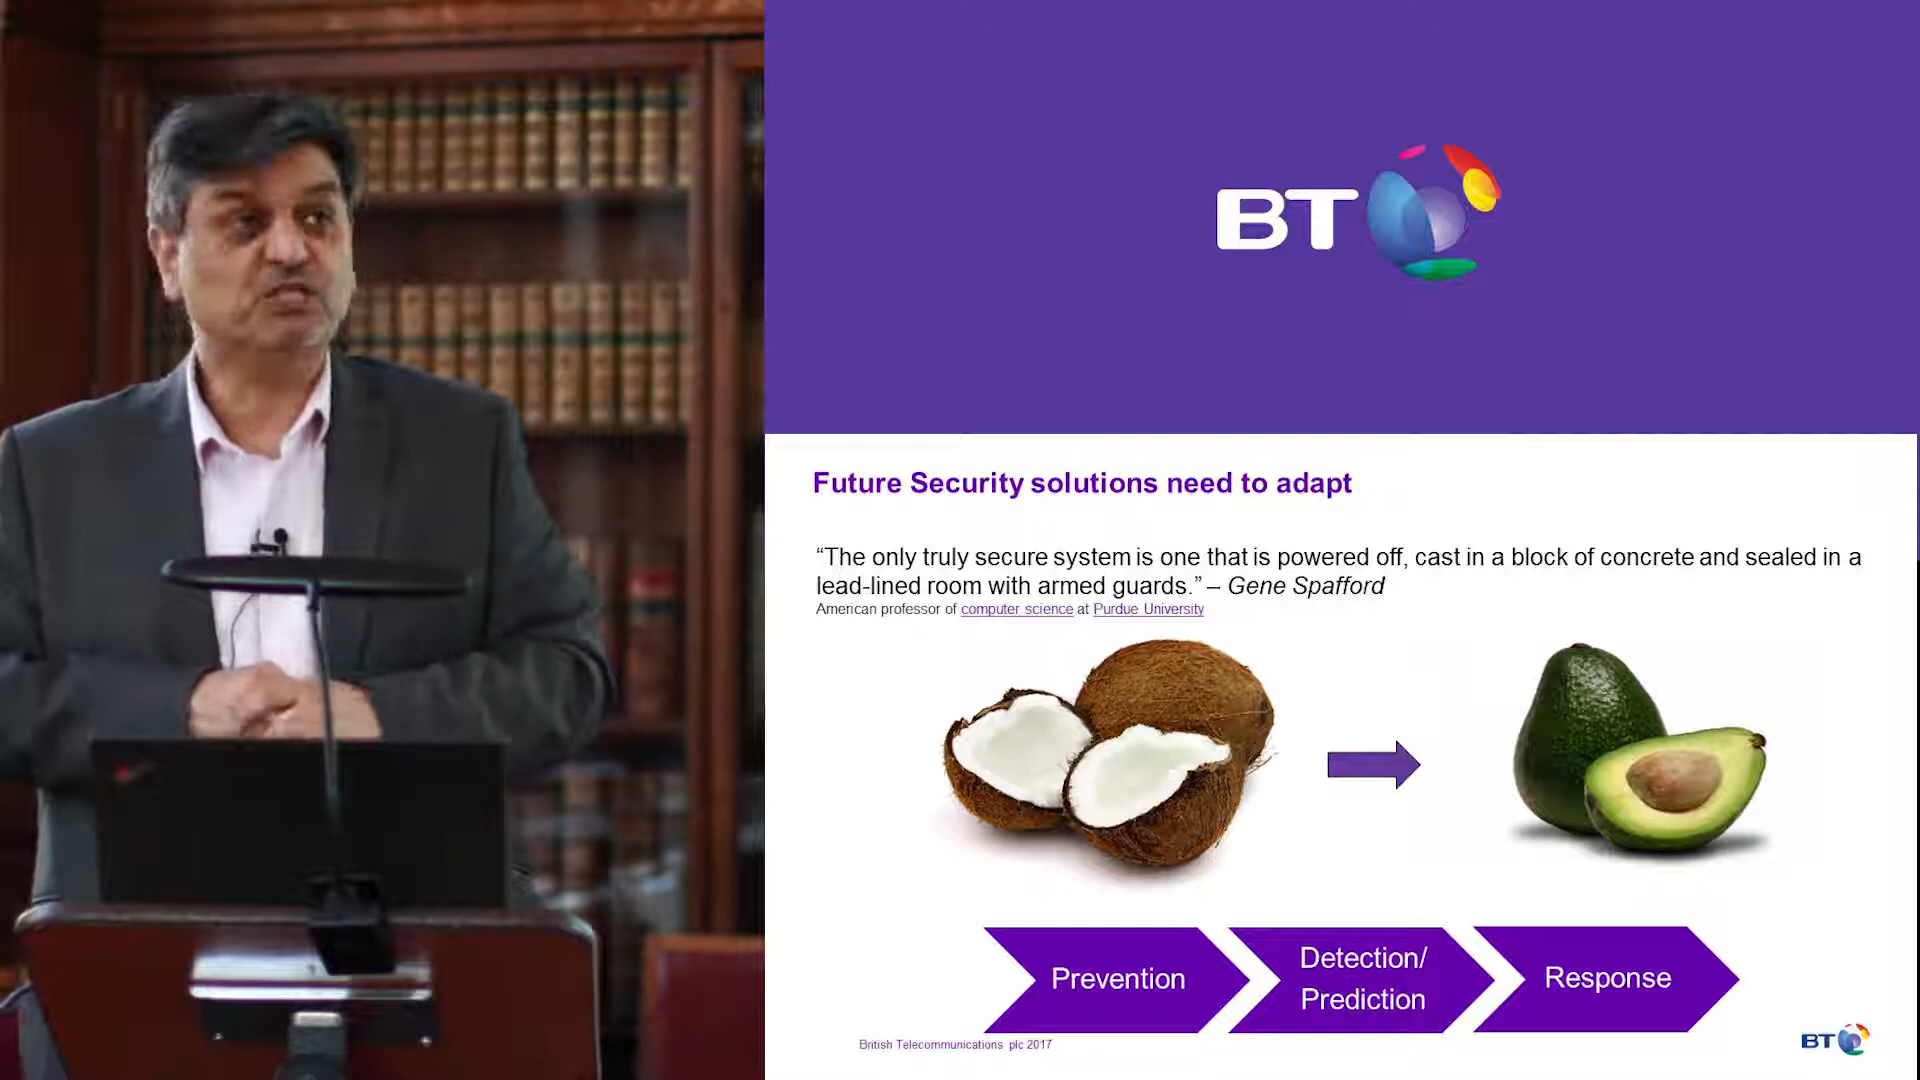 BT
Future Security solutions need to adapt
“The only truly secure system is one that is powered off, cast in a block of concrete and sealed in a
lead-lined room with armed guards.” – Gene Spafford
American professor of computer science at Purdue University
Prevention
Detection/
Prediction
Response
British Telecommunications plc 2017
BT